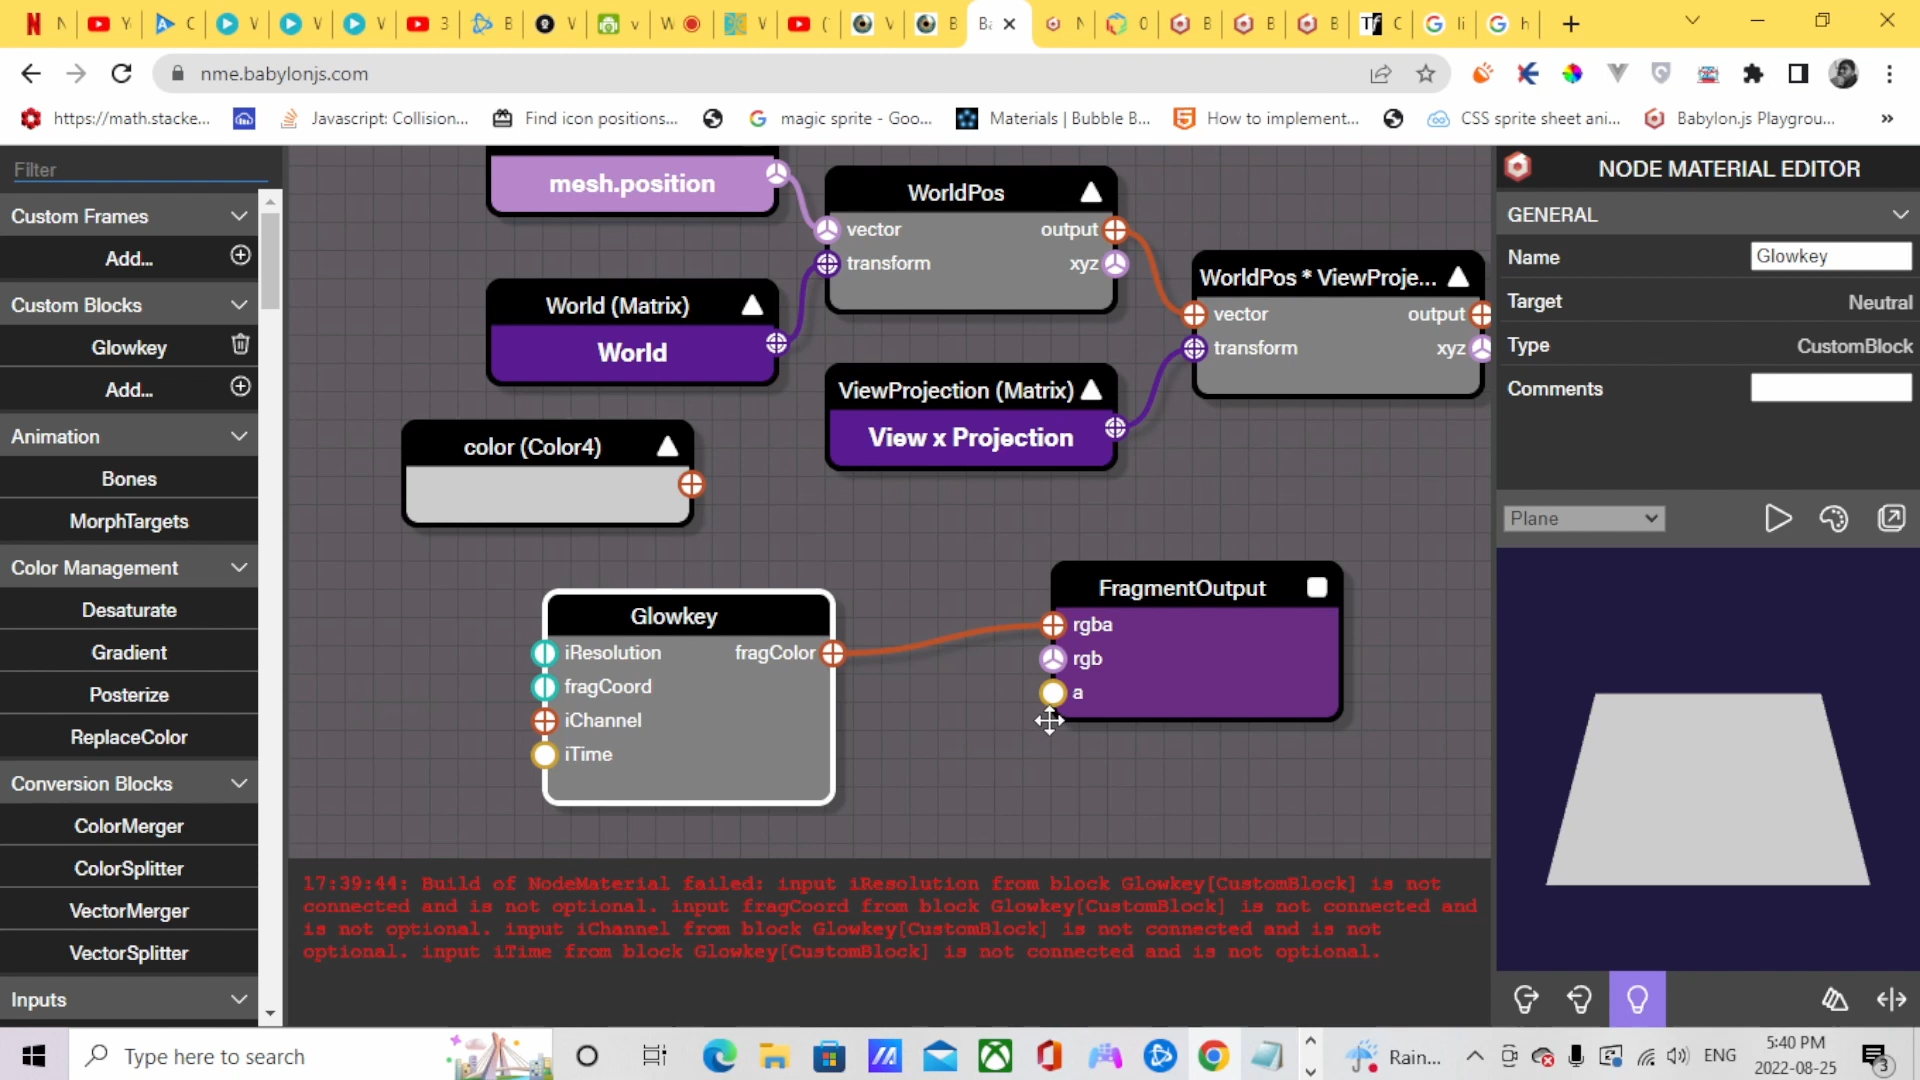 nme.babylonjs.com
https://math.stacke...
Javascript: Collision...
Find icon positions...
magic sprite - Goo...
Materials | Bubble B...
How to implement...
CSS sprite sheet ani...
Babylon.js Playgrou...
»
Filter
Custom Frames
Add...
Custom Blocks
Glowkey
Add...
Animation
Bones
MorphTargets
Color Management
Desaturate
Gradient
Posterize
ReplaceColor
Conversion Blocks
ColorMerger
ColorSplitter
VectorMerger
VectorSplitter
Inputs
mesh.position
WorldPos
vector output
transform xyz
World (Matrix)
World
WorldPos * ViewProje...
vector output
transform xyz
ViewProjection (Matrix)
View x Projection
color (Color4)
Glowkey
iResolution fragColor
fragCoord
iChannel
iTime
FragmentOutput
rgba
rgb
a
17:39:44: Build of NodeMaterial failed: input iResolution from block Glowkey[CustomBlock] is not
connected and is not optional. input fragCoord from block Glowkey[CustomBlock] is not connected and
is not optional. input iChannel from block Glowkey[CustomBlock] is not connected and is not
optional. input iTime from block Glowkey[CustomBlock] is not connected and is not optional.
NODE MATERIAL EDITOR
GENERAL
Name Glowkey
Target Neutral
Type CustomBlock
Comments
Plane
Type here to search
Rain...
ENG
5:40 PM
2022-08-25
3